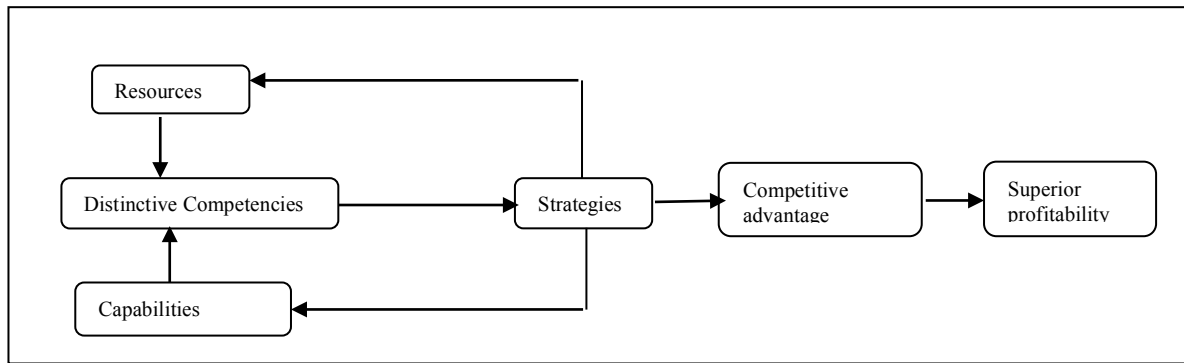 Resources
Distinctive Competencies
Capabilities
Strategies
Competitive
advantage
Superior
profitability